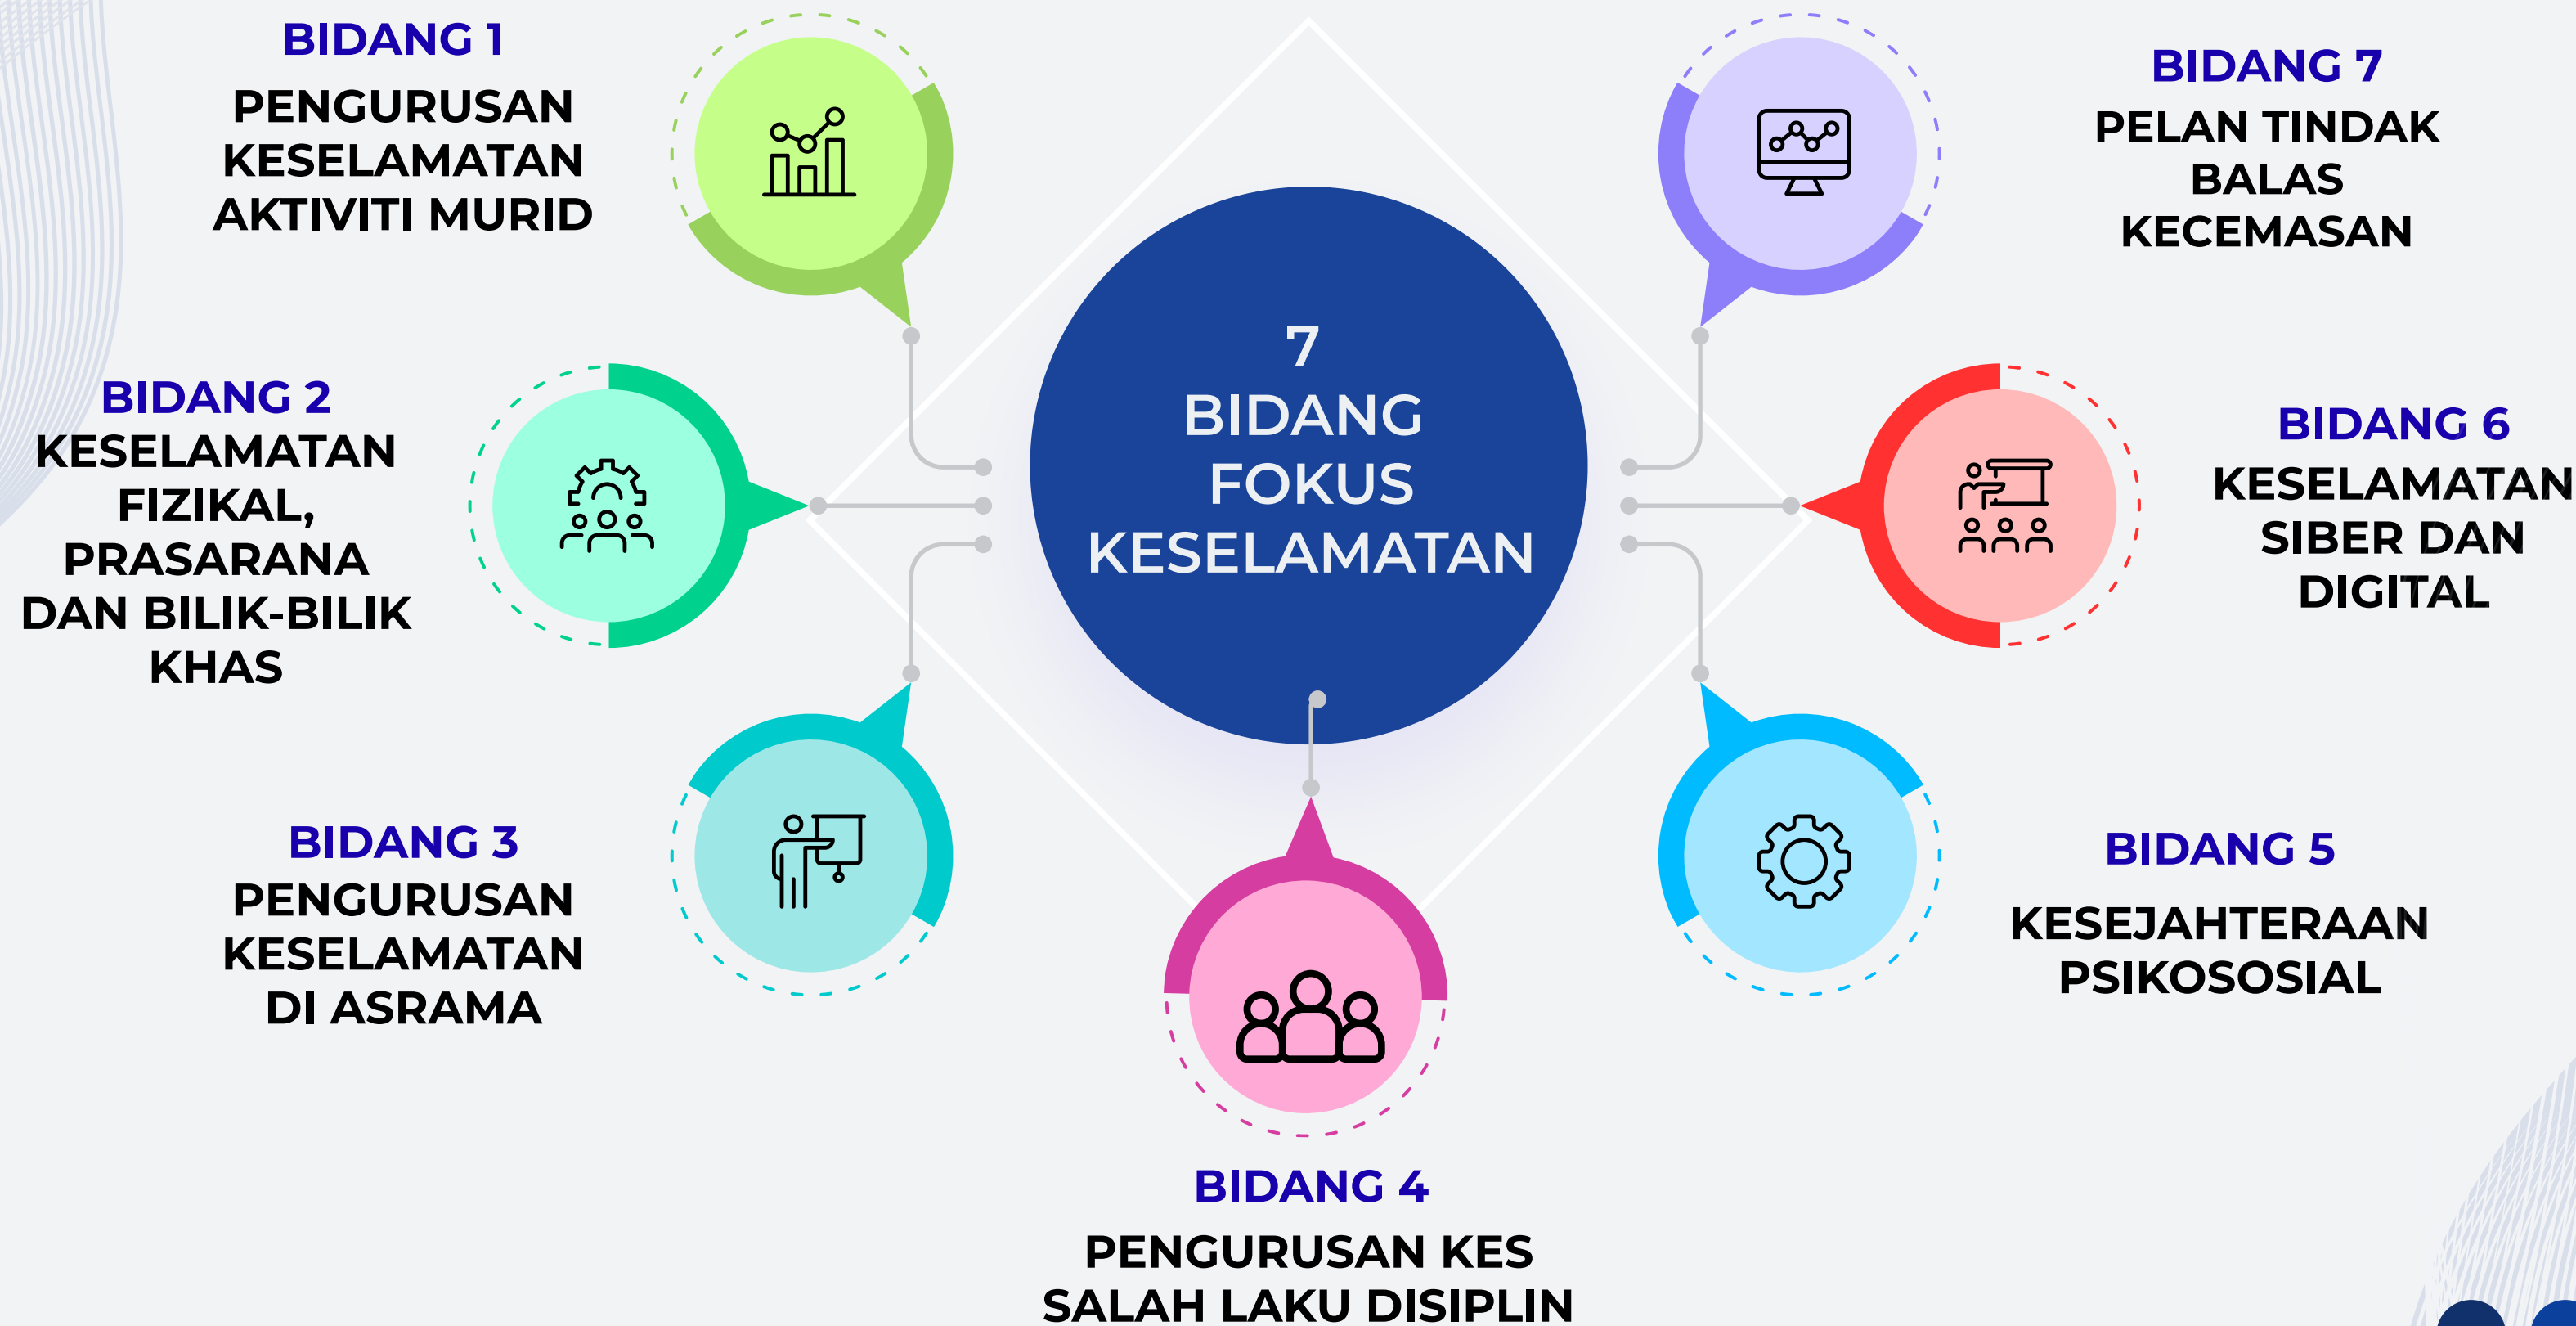 BIDANG 1
PENGURUSAN
KESELAMATAN
AKTIVITI MURID
BIDANG 2
KESELAMATAN
FIZIKAL,
PRASARANA
DAN BILIK-BILIK
KHAS
BIDANG 3
PENGURUSAN
KESELAMATAN
DI ASRAMA
7
BIDANG
FOKUS
KESELAMATAN
BIDANG 4
PENGURUSAN KES
SALAH LAKU DISIPLIN
BIDANG 7
PELAN TINDAK
BALAS
KECEMASAN
BIDANG 6
KESELAMATAN
SIBER DAN
DIGITAL
BIDANG 5
KESEJAHTERAAN
PSIKOSOSIAL